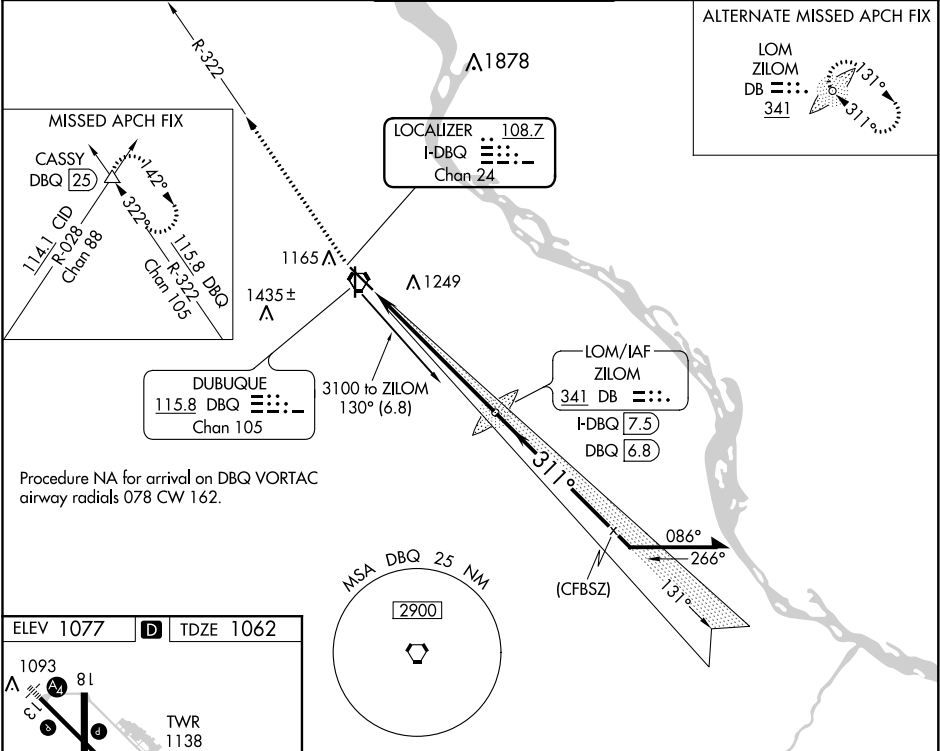 ALTERNATE MISSED APCH FIX
LOM
ZILOM
DB
341
131°
311°
R-322
1878
MISSED APCH FIX
CASSY
DBQ 25
142°
322°
114.1 CID
R-028
Chan 88
115.8 DBQ
R-322
Chan 105
LOCALIZER 108.7
I-DBQ
Chan 24
1165
1249
1435±
DUBUQUE
115.8 DBQ
Chan 105
3100 to ZILOM
130° (6.8)
LOM/IAF
ZILOM
341 DB
I-DBQ 7.5
DBQ 6.8
311°
Procedure NA for arrival on DBQ VORTAC
airway radials 078 CW 162.
086°
266°
(CFBSZ)
131°
MSA DBQ 25 NM
2900
ELEV 1077 D TDZE 1062
1093
A4
18
13
TWR
1138
P